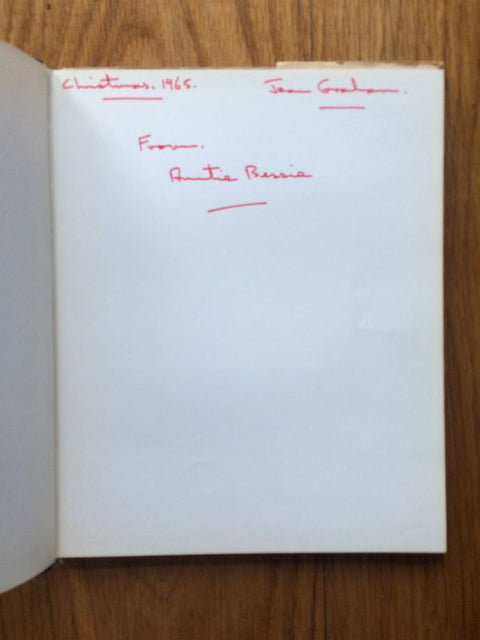 Christmas. 1965. Jean Graham.
From.
Auntie Bessie